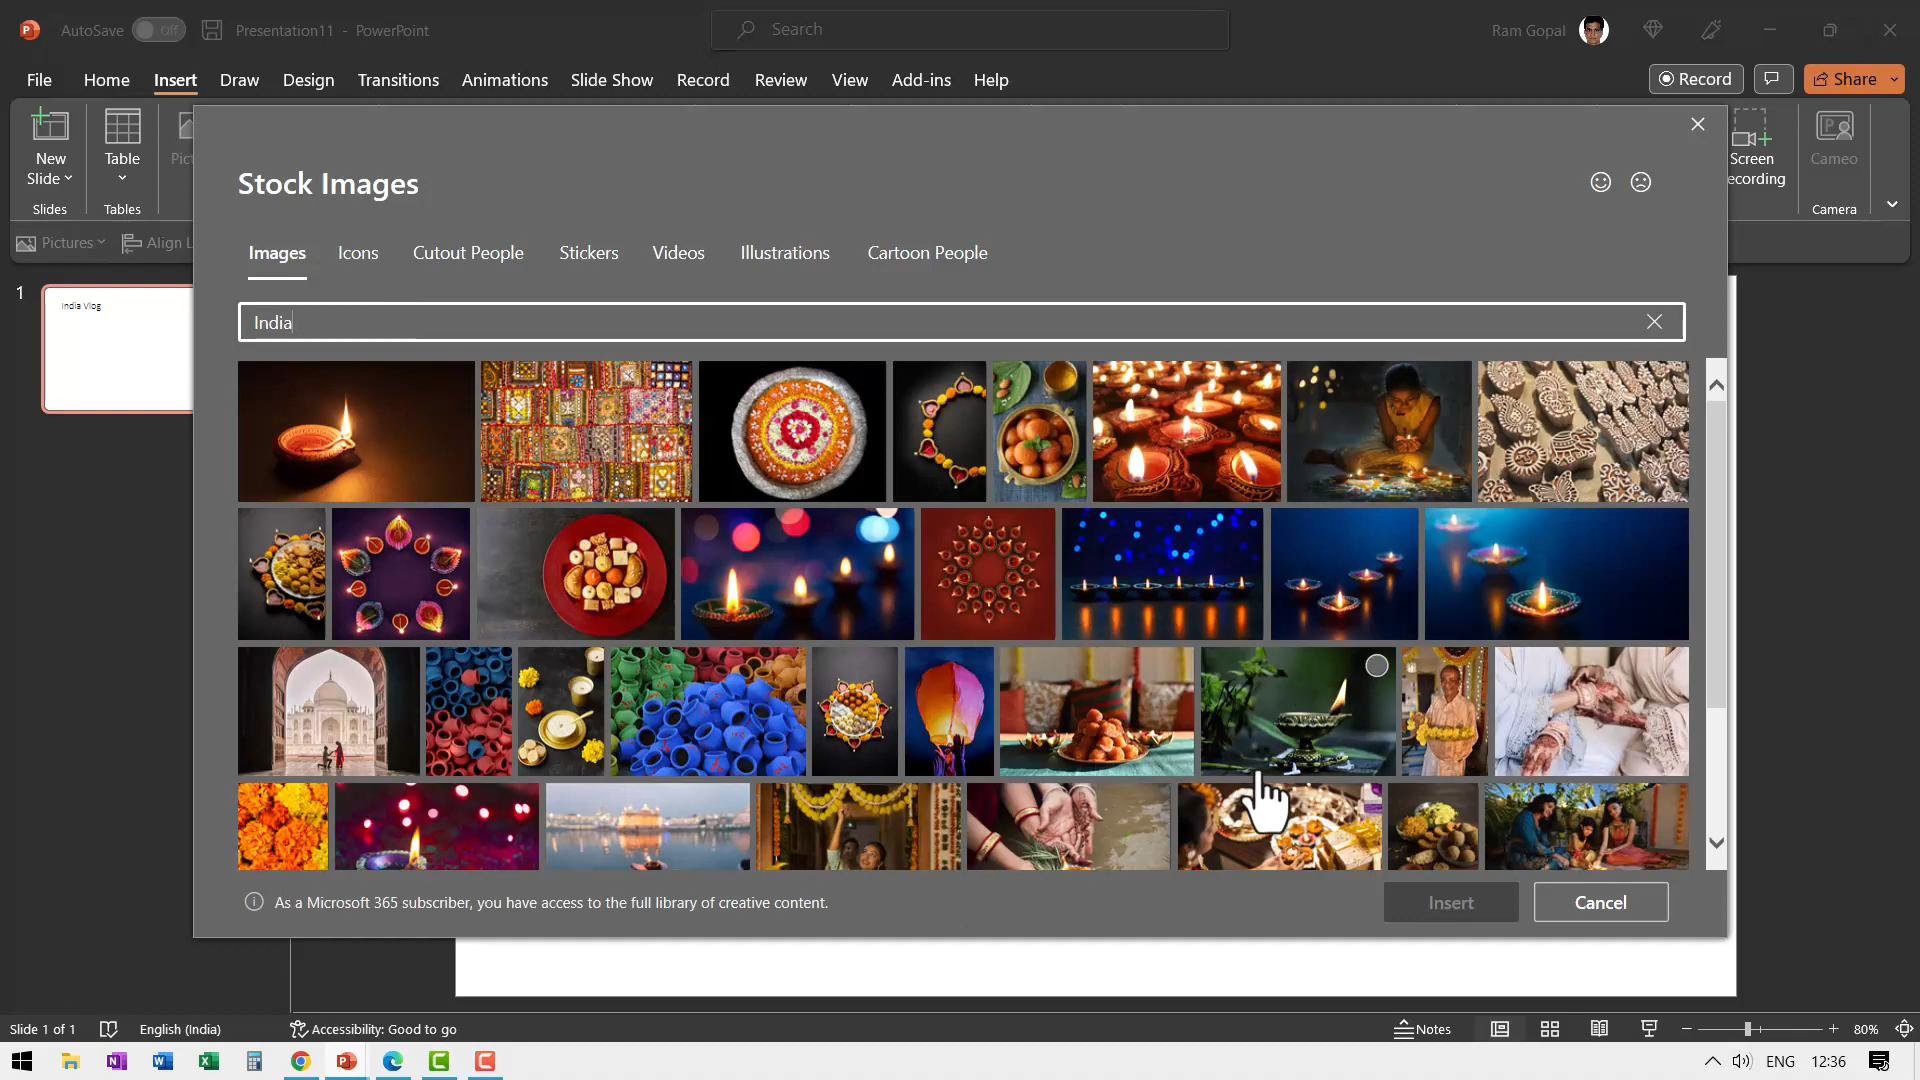 AutoSave Off Presentation11 - PowerPoint Search Ram Gopal
File Home Insert Draw Design Transitions Animations Slide Show Record Review View Add-ins Help Record Share
New
Slide
Slides
Table
Tables
Pict
Screen
ecording
Cameo
Camera
Pictures Align L
Stock Images
Images Icons Cutout People Stickers Videos Illustrations Cartoon People
India
1
India Vlog
As a Microsoft 365 subscriber, you have access to the full library of creative content.
Insert Cancel
Slide 1 of 1 English (India) Accessibility: Good to go Notes 80%
ENG 12:36